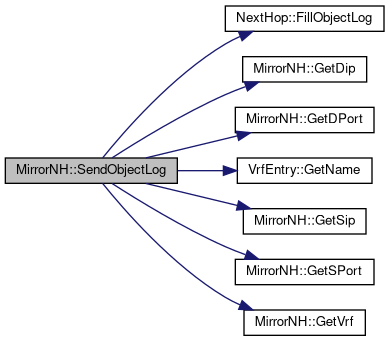 NextHop::FillObjectLog
MirrorNH::GetDip
MirrorNH::GetDPort
MirrorNH::SendObjectLog
VrfEntry::GetName
MirrorNH::GetSip
MirrorNH::GetSPort
MirrorNH::GetVrf